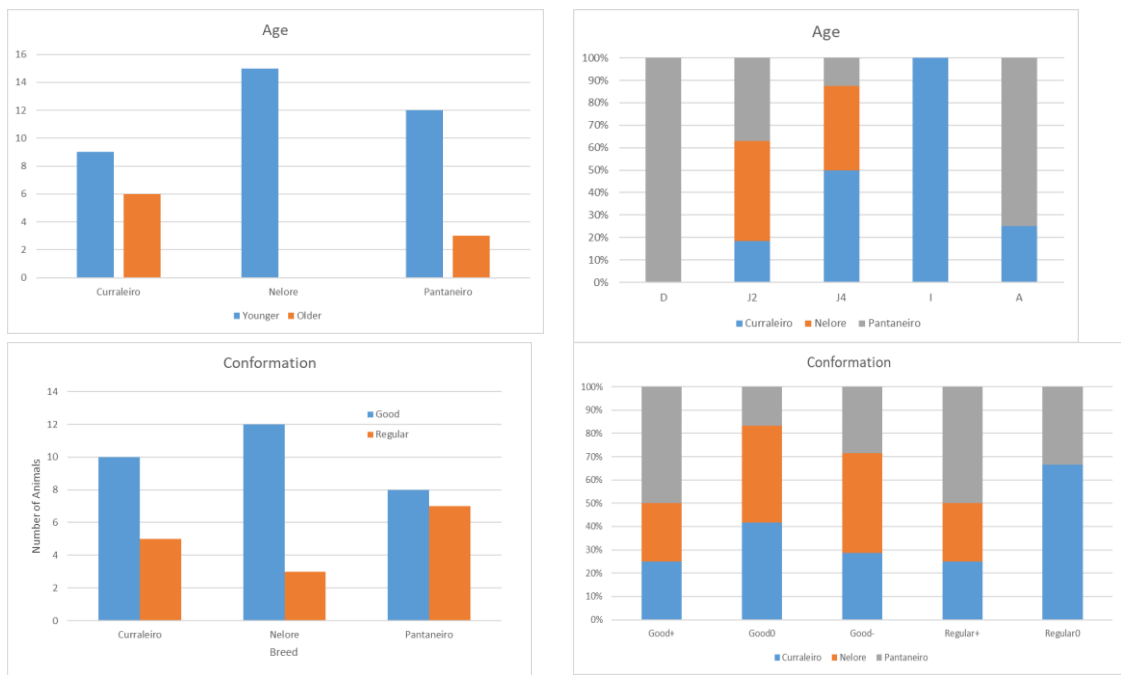 Age
16
14
12
10
8
6
4
2
0
Curraleiro Nelore Pantaneiro
Younger Older
Age
100%
90%
80%
70%
60%
50%
40%
30%
20%
10%
0%
D J2 J4 I A
Curraleiro Nelore Pantaneiro
Conformation
Number of Animals
14
12
10
8
6
4
2
0
Good
Regular
Curraleiro Nelore Pantaneiro
Breed
Conformation
100%
90%
80%
70%
60%
50%
40%
30%
20%
10%
0%
Good+ Good0 Good- Regular+ Regular0
Curraleiro Nelore Pantaneiro